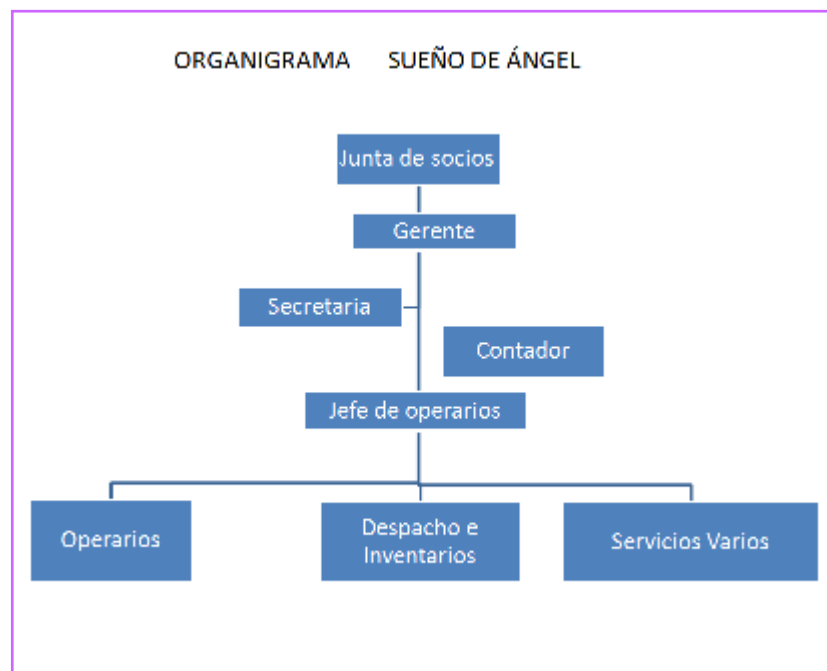 ORGANIGRAMA SUEÑO DE ÁNGEL
Junta de socios
Gerente
Secretaria
Contador
Jefe de operarios
Operarios
Despacho e
Inventarios
Servicios Varios